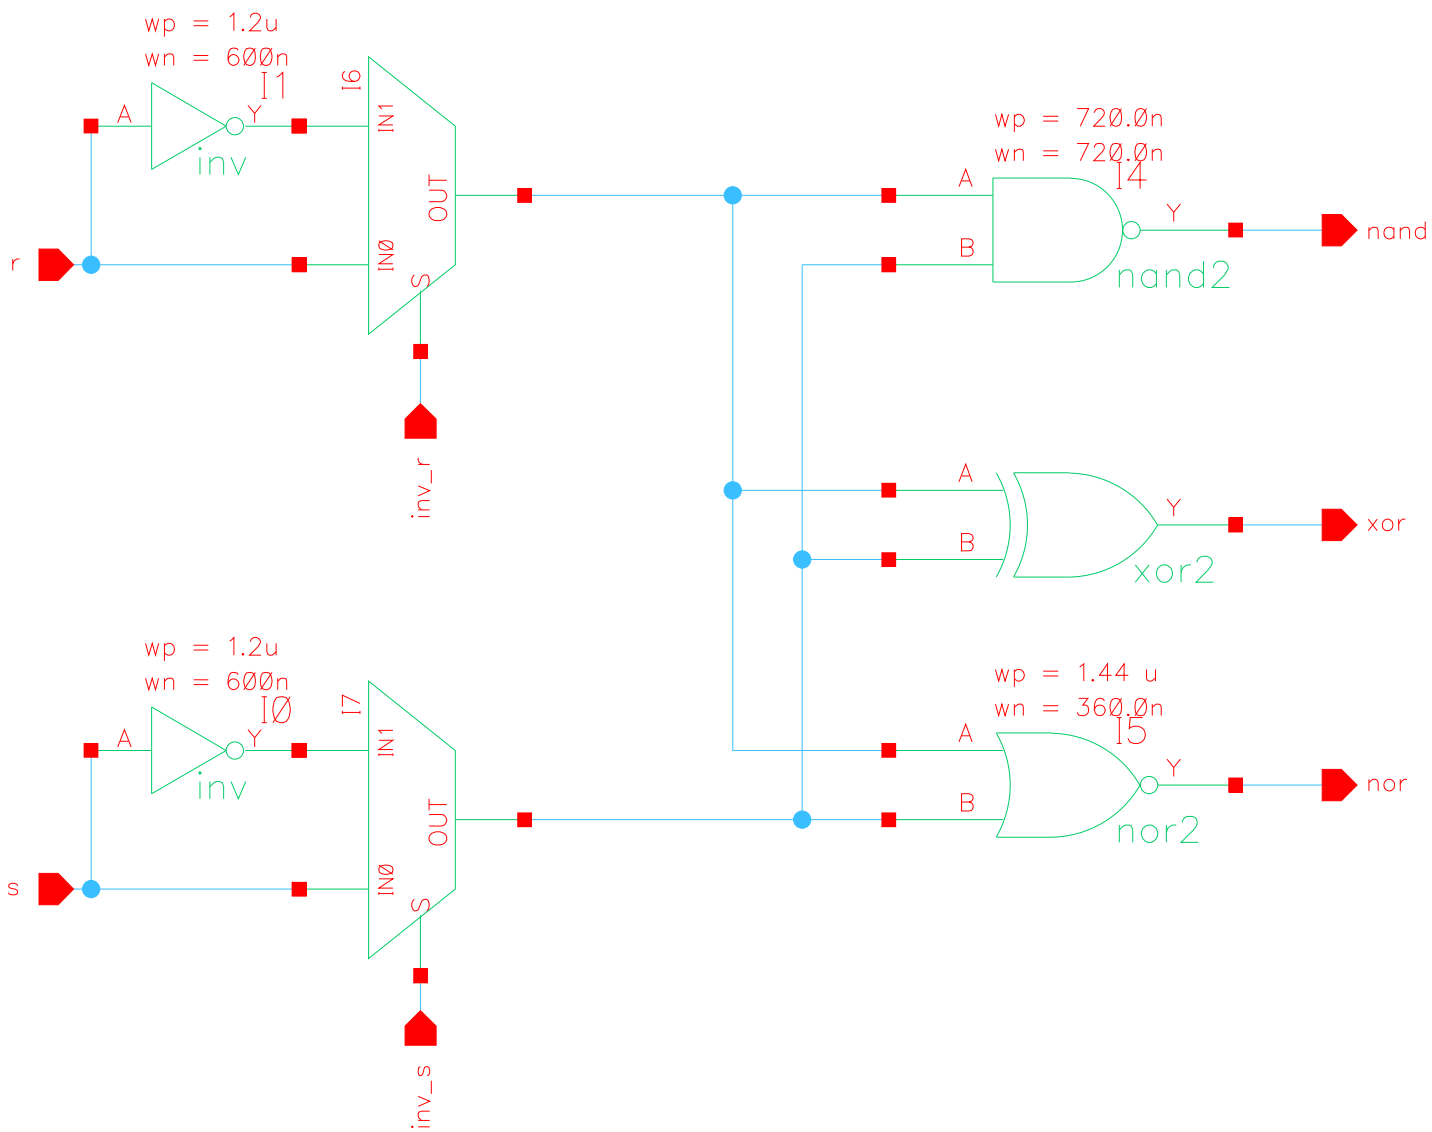 wp = 1.2u
wn = 600n
I1
A
Y
inv
I6
IN1
OUT
IN0
S
r
inv_r
wp = 720.0n
wn = 720.0n
I4
A
B
Y
nand2
nand
A
B
Y
xor2
xor
wp = 1.2u
wn = 600n
I0
A
Y
inv
I7
IN1
OUT
IN0
S
s
inv_s
wp = 1.44 u
wn = 360.0n
I5
A
B
Y
nor2
nor